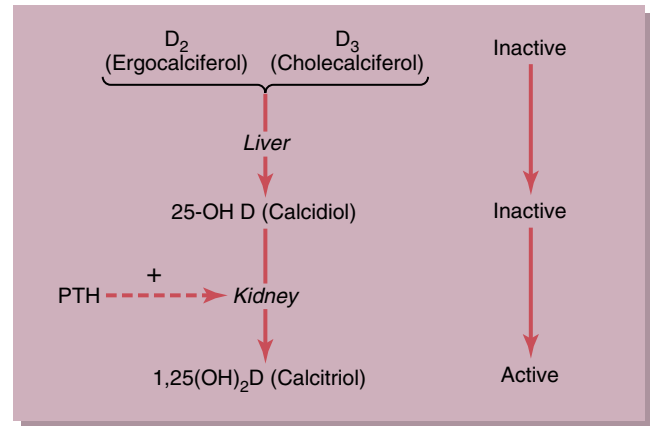 D₂ D₃ Inactive
(Ergocalciferol) (Cholecalciferol)
Liver
25-OH D (Calcidiol) Inactive
+
PTH Kidney
1,25(OH)₂D (Calcitriol) Active